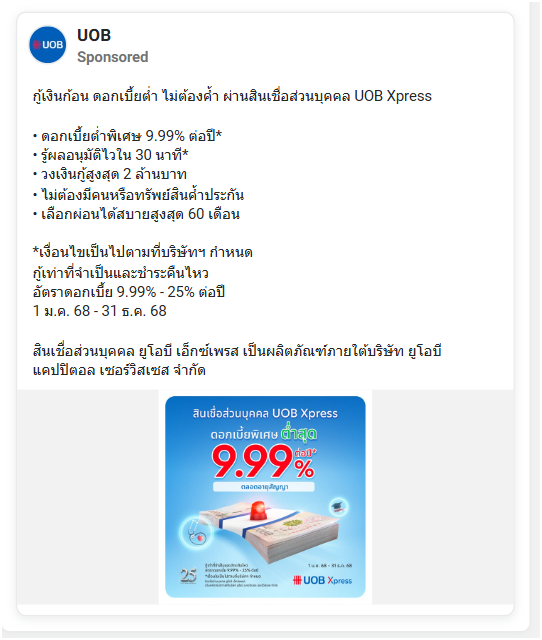 UOB
UOB
Sponsored
กู้เงินก้อน ดอกเบี้ยต่ำ ไม่ต้องค้ำ ผ่านสินเชื่อส่วนบุคคล UOB Xpress
• ดอกเบี้ยต่ำพิเศษ 9.99% ต่อปี*
• รู้ผลอนุมัติไวใน 30 นาที*
• วงเงินกู้สูงสุด 2 ล้านบาท
• ไม่ต้องมีคนหรือทรัพย์สินค้ำประกัน
• เลือกผ่อนได้สบายสูงสุด 60 เดือน
*เงื่อนไขเป็นไปตามที่บริษัทฯ กำหนด
กู้เท่าที่จำเป็นและชำระคืนไหว
อัตราดอกเบี้ย 9.99% - 25% ต่อปี
1 ม.ค. 68 - 31 ธ.ค. 68
สินเชื่อส่วนบุคคล ยูโอบี เอ็กซ์เพรส เป็นผลิตภัณฑ์ภายใต้บริษัท ยูโอบี
แคปปิตอล เซอร์วิสเซส จำกัด
สินเชื่อส่วนบุคคล UOB Xpress
ดอกเบี้ยพิเศษ ต่ำสุด
9.99% ต่อปี*
ตลอดอายุสัญญา
25
1 ม.ค. 68 - 31 ธ.ค. 68
UOB Xpress